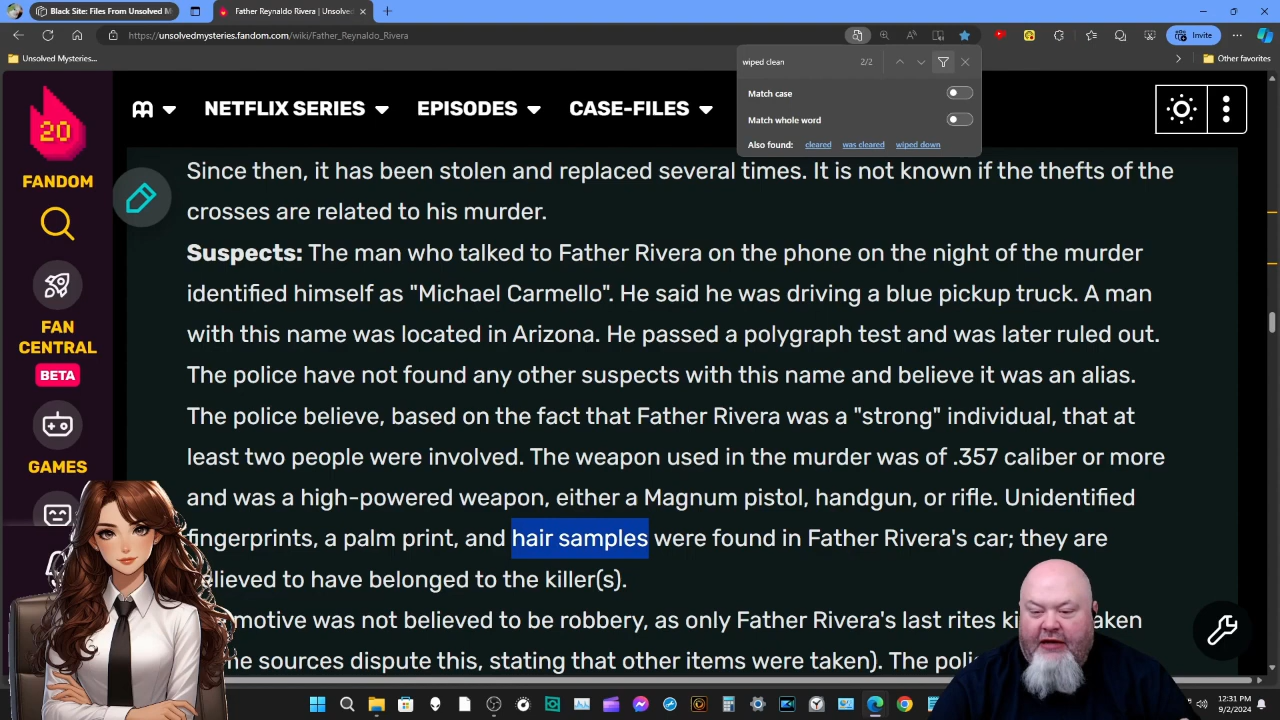 Black Site: Files From Unsolved M
Father Reynaldo Rivera | Unsolved
https://unsolvedmysteries.fandom.com/wiki/Father_Reynaldo_Rivera
Invite
Unsolved Mysteries...
Other favorites
wiped clean 2/2
Match case
Match whole word
Also found: cleared was cleared wiped down
20
FANDOM
FAN
CENTRAL
BETA
GAMES
NETFLIX SERIES EPISODES CASE-FILES
Since then, it has been stolen and replaced several times. It is not known if the thefts of the
crosses are related to his murder.
Suspects: The man who talked to Father Rivera on the phone on the night of the murder
identified himself as "Michael Carmello". He said he was driving a blue pickup truck. A man
with this name was located in Arizona. He passed a polygraph test and was later ruled out.
The police have not found any other suspects with this name and believe it was an alias.
The police believe, based on the fact that Father Rivera was a "strong" individual, that at
least two people were involved. The weapon used in the murder was of .357 caliber or more
and was a high-powered weapon, either a Magnum pistol, handgun, or rifle. Unidentified
fingerprints, a palm print, and hair samples were found in Father Rivera's car; they are
believed to have belonged to the killer(s).
motive was not believed to be robbery, as only Father Rivera's last rites
sources dispute this, stating that other items were taken). The
12:31 PM
9/2/2024